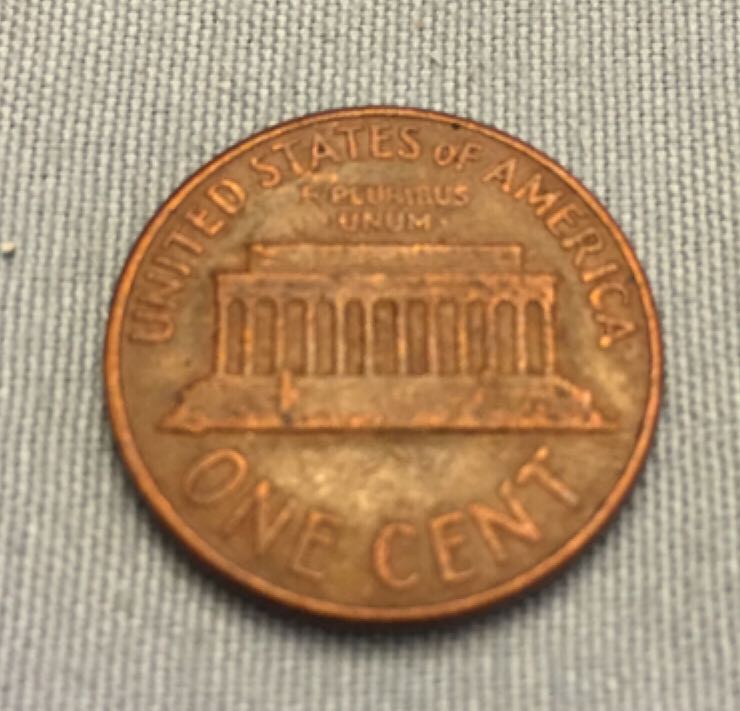 UNITED STATES OF AMERICA
E PLURIBUS
UNUM
ONE CENT